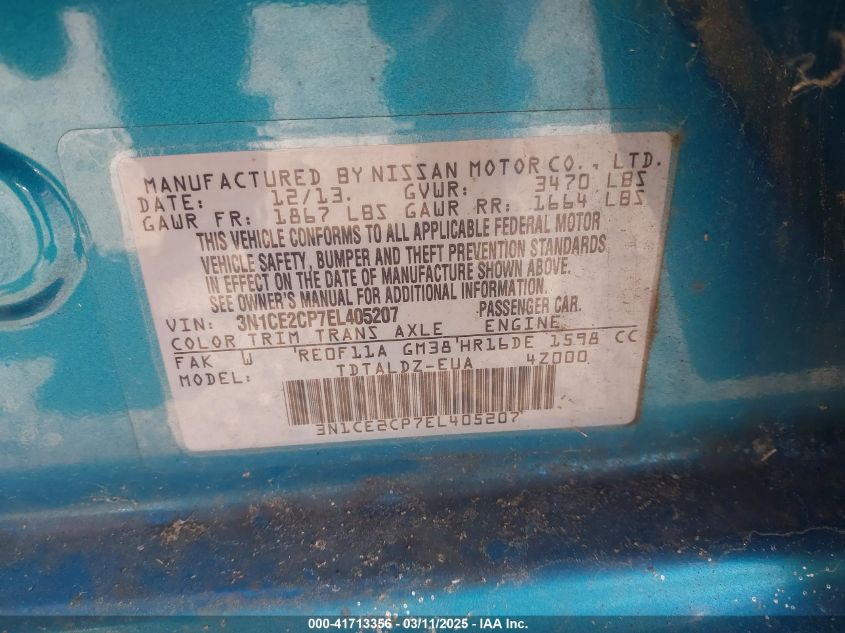 MANUFACTURED BY NISSAN MOTOR CO., LTD.
DATE: 12/13. GVWR: 3470 LBS
GAWR FR: 1867 LBS GAWR RR: 1664 LBS
THIS VEHICLE CONFORMS TO ALL APPLICABLE FEDERAL MOTOR
VEHICLE SAFETY, BUMPER AND THEFT PREVENTION STANDARDS
IN EFFECT ON THE DATE OF MANUFACTURE SHOWN ABOVE.
SEE OWNER'S MANUAL FOR ADDITIONAL INFORMATION.
VIN: 3N1CE2CP7EL405207 PASSENGER CAR.
COLOR TRIM TRANS AXLE ENGINE
FAK W 'RE0F11A GM38'HR16DE 1598 CC
MODEL: TDTALDZ-EUA 4Z000
3N1CE2CP7EL405207
000-41713356 - 03/11/2025 - IAA Inc.